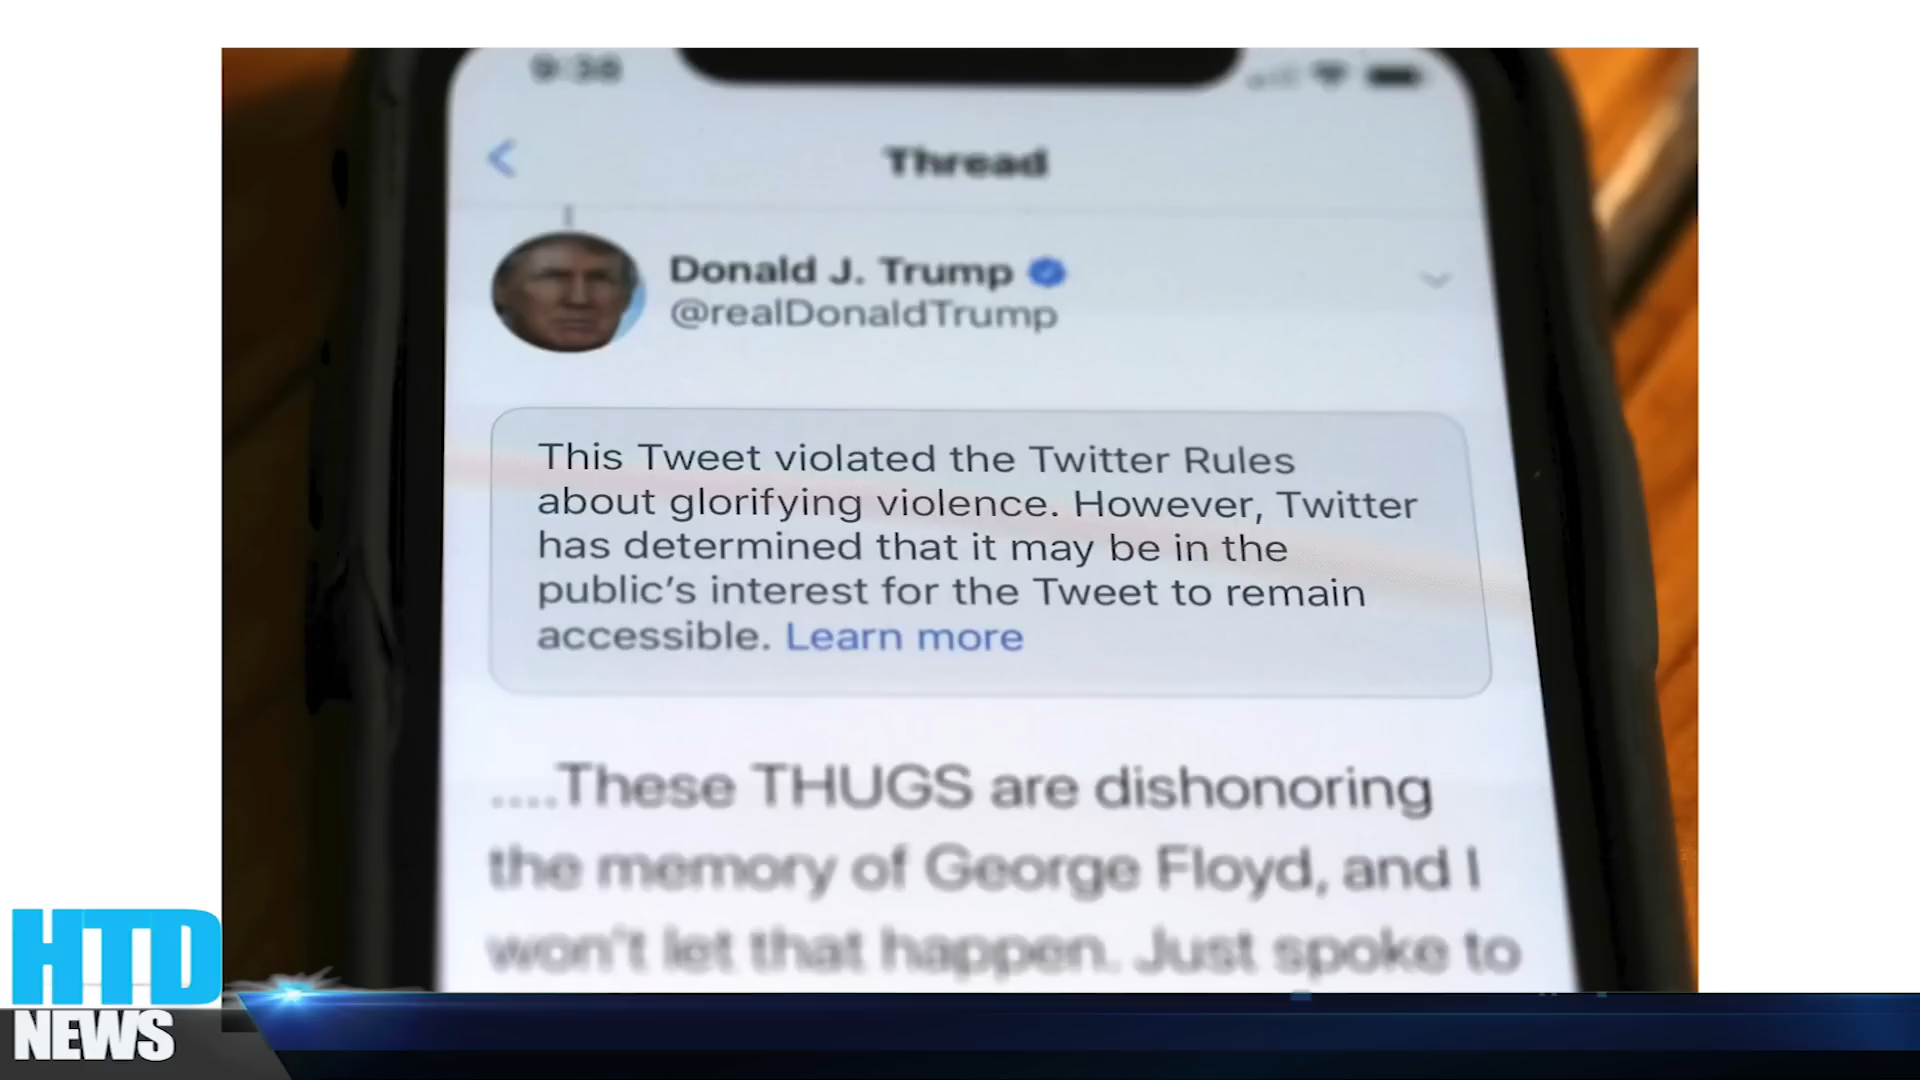 9:38
Thread
Donald J. Trump
@realDonaldTrump
This Tweet violated the Twitter Rules
about glorifying violence. However, Twitter
has determined that it may be in the
public's interest for the Tweet to remain
accessible. Learn more
....These THUGS are dishonoring
the memory of George Floyd, and I
won't let that happen. Just spoke to
HTD
NEWS